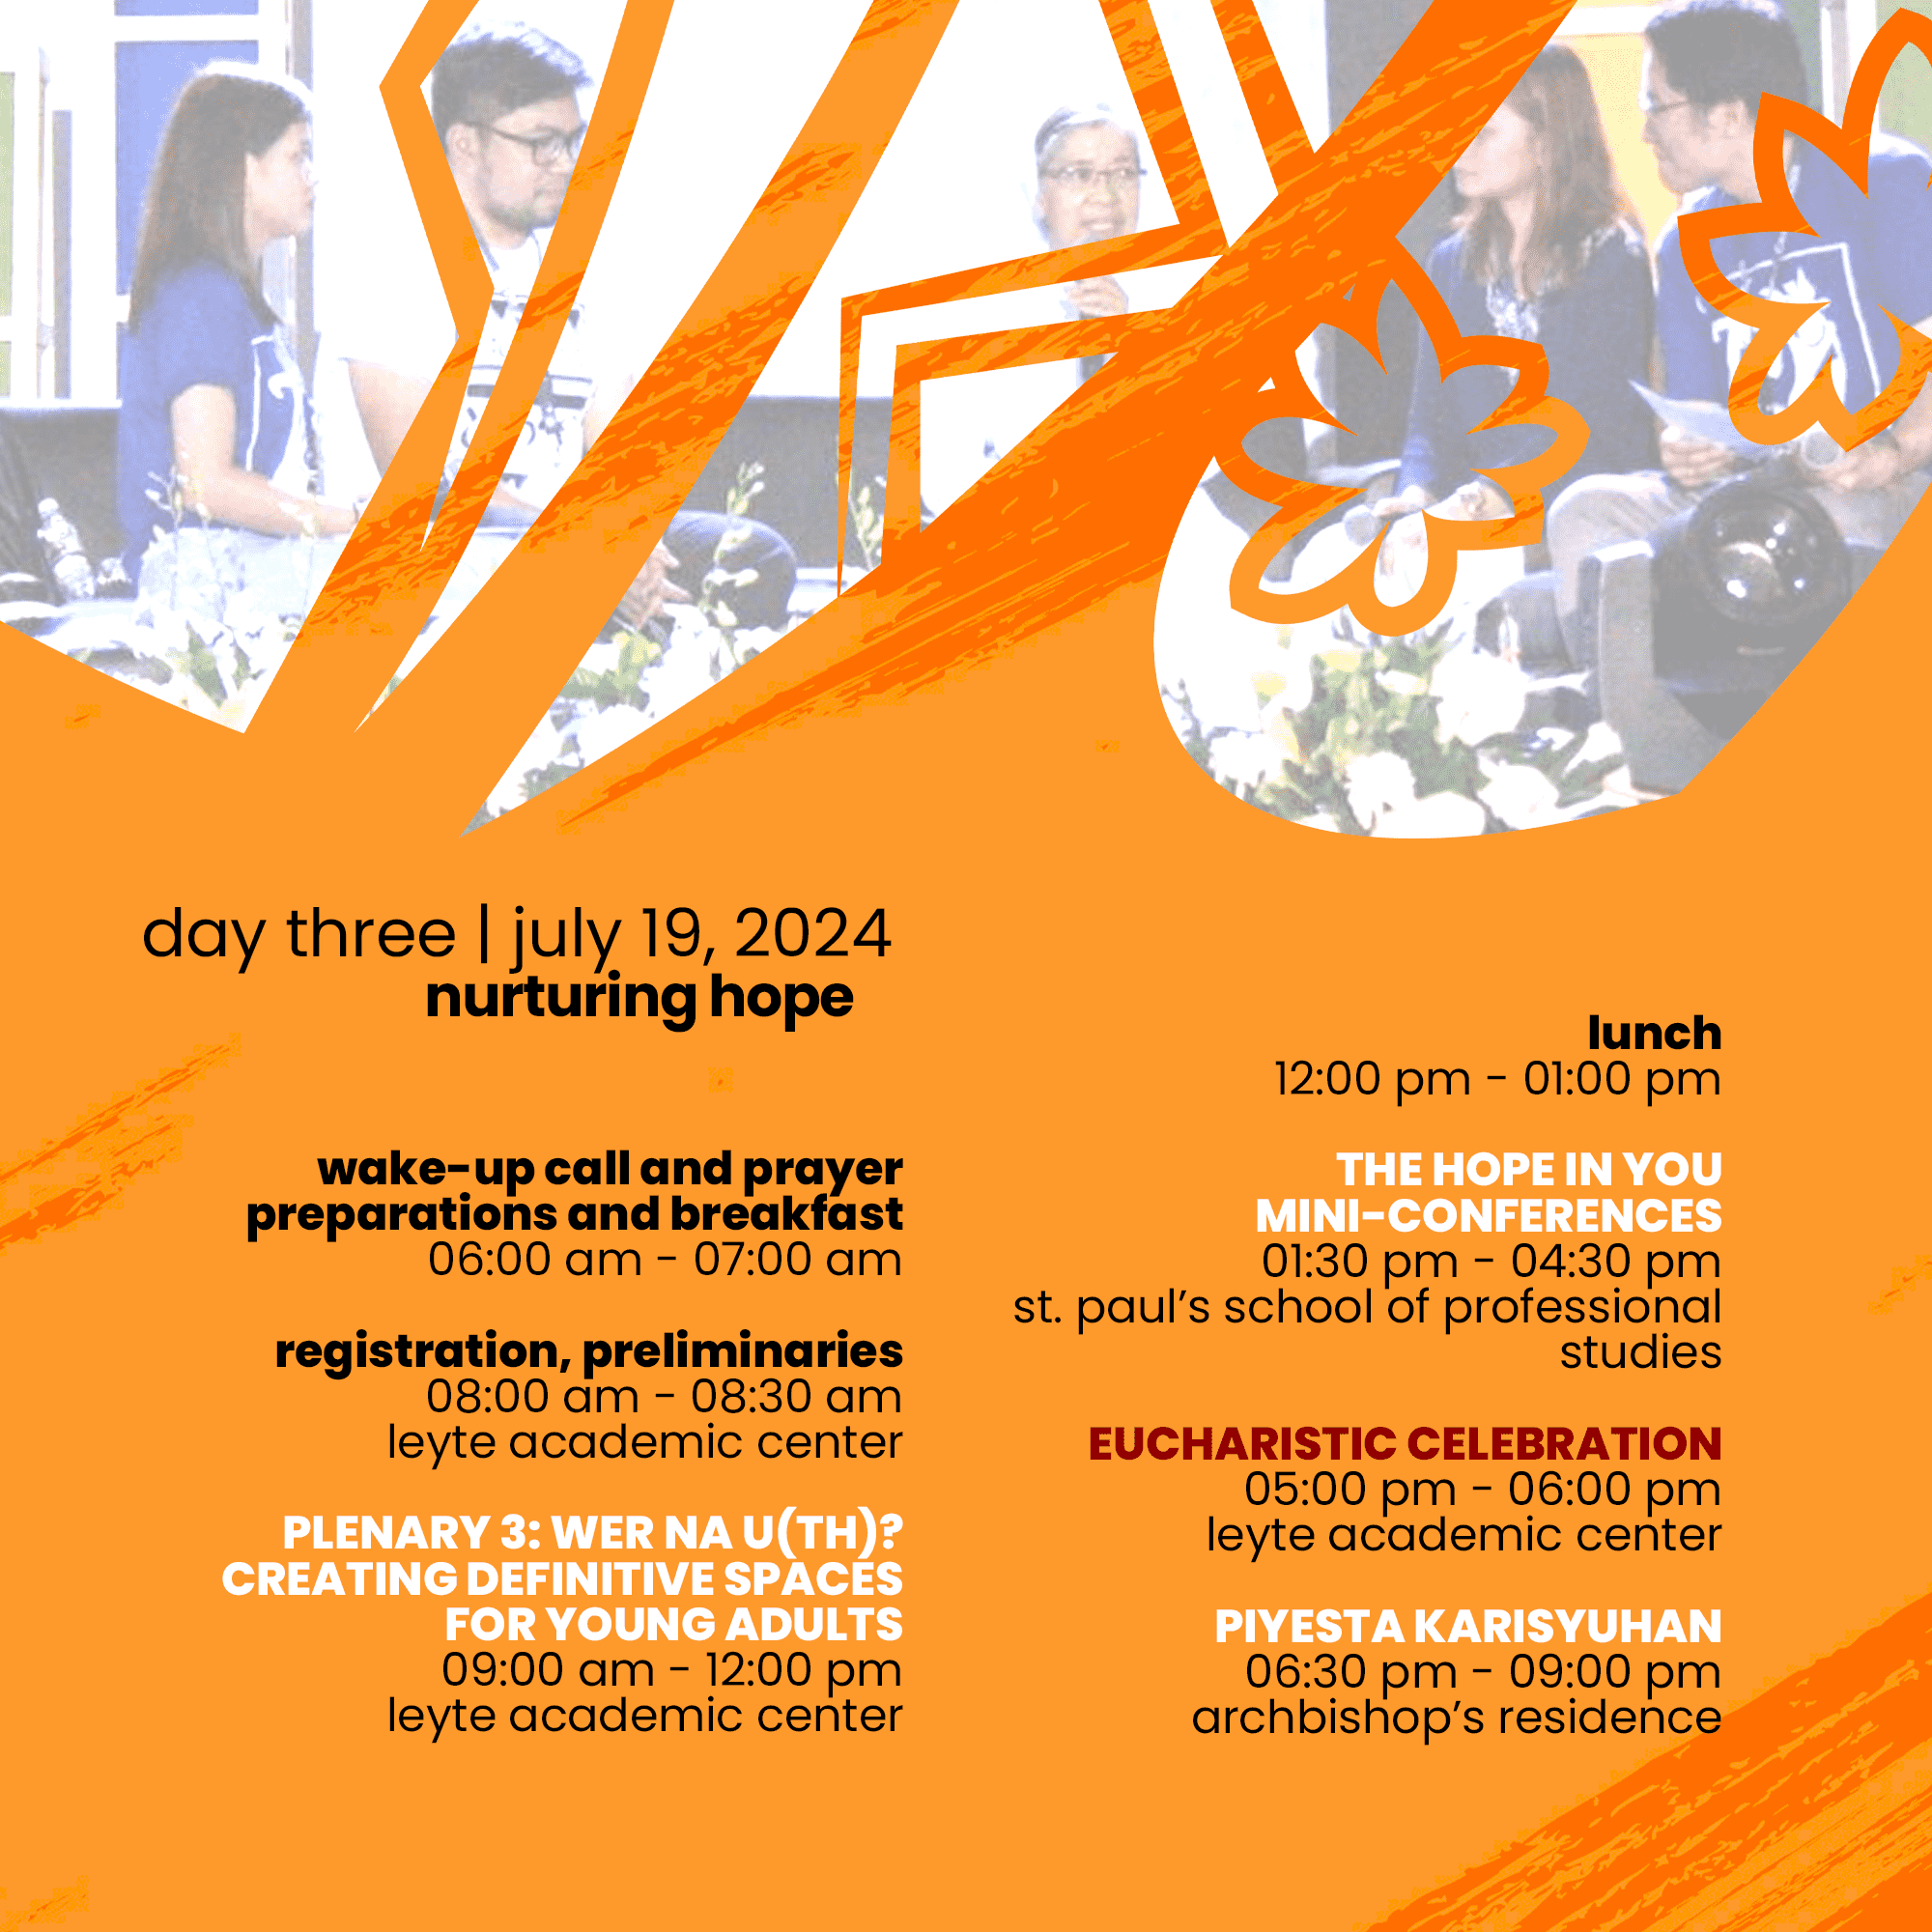 day three | july 19, 2024
nurturing hope
wake-up call and prayer
preparations and breakfast
06:00 am - 07:00 am
registration, preliminaries
08:00 am - 08:30 am
leyte academic center
PLENARY 3: WER NA U(TH)?
CREATING DEFINITIVE SPACES
FOR YOUNG ADULTS
09:00 am - 12:00 pm
leyte academic center
lunch
12:00 pm - 01:00 pm
THE HOPE IN YOU
MINI-CONFERENCES
01:30 pm - 04:30 pm
st. paul’s school of professional
studies
EUCHARISTIC CELEBRATION
05:00 pm - 06:00 pm
leyte academic center
PIYESTA KARISYUHAN
06:30 pm - 09:00 pm
archbishop’s residence